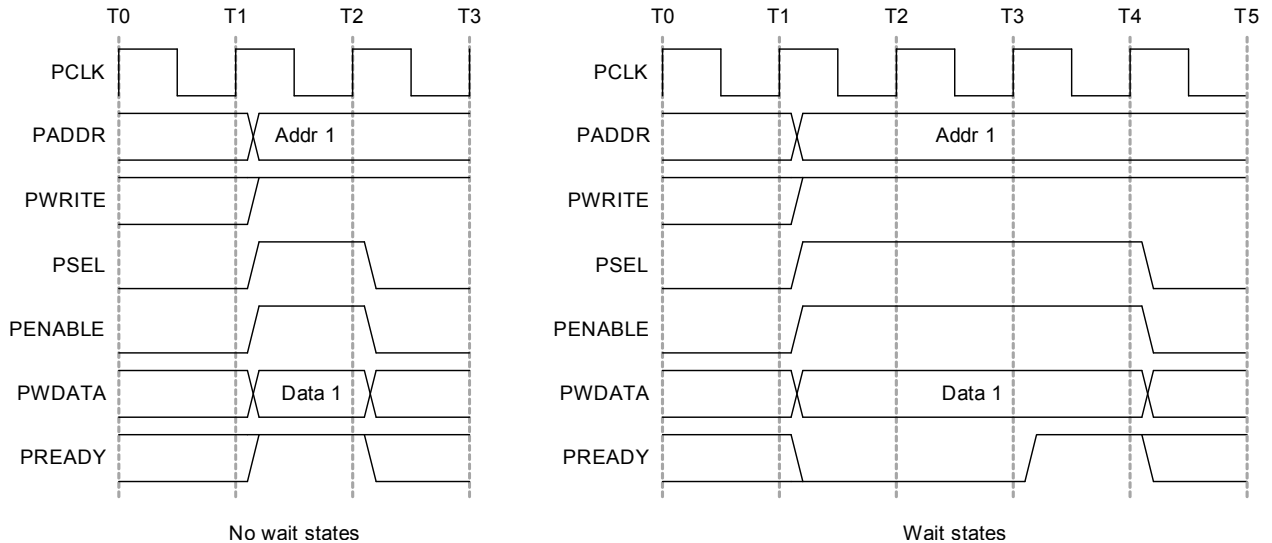 T0 T1 T2 T3
PCLK
PADDR Addr 1
PWRITE
PSEL
PENABLE
PWDATA Data 1
PREADY
No wait states
T0 T1 T2 T3 T4 T5
PCLK
PADDR Addr 1
PWRITE
PSEL
PENABLE
PWDATA Data 1
PREADY
Wait states